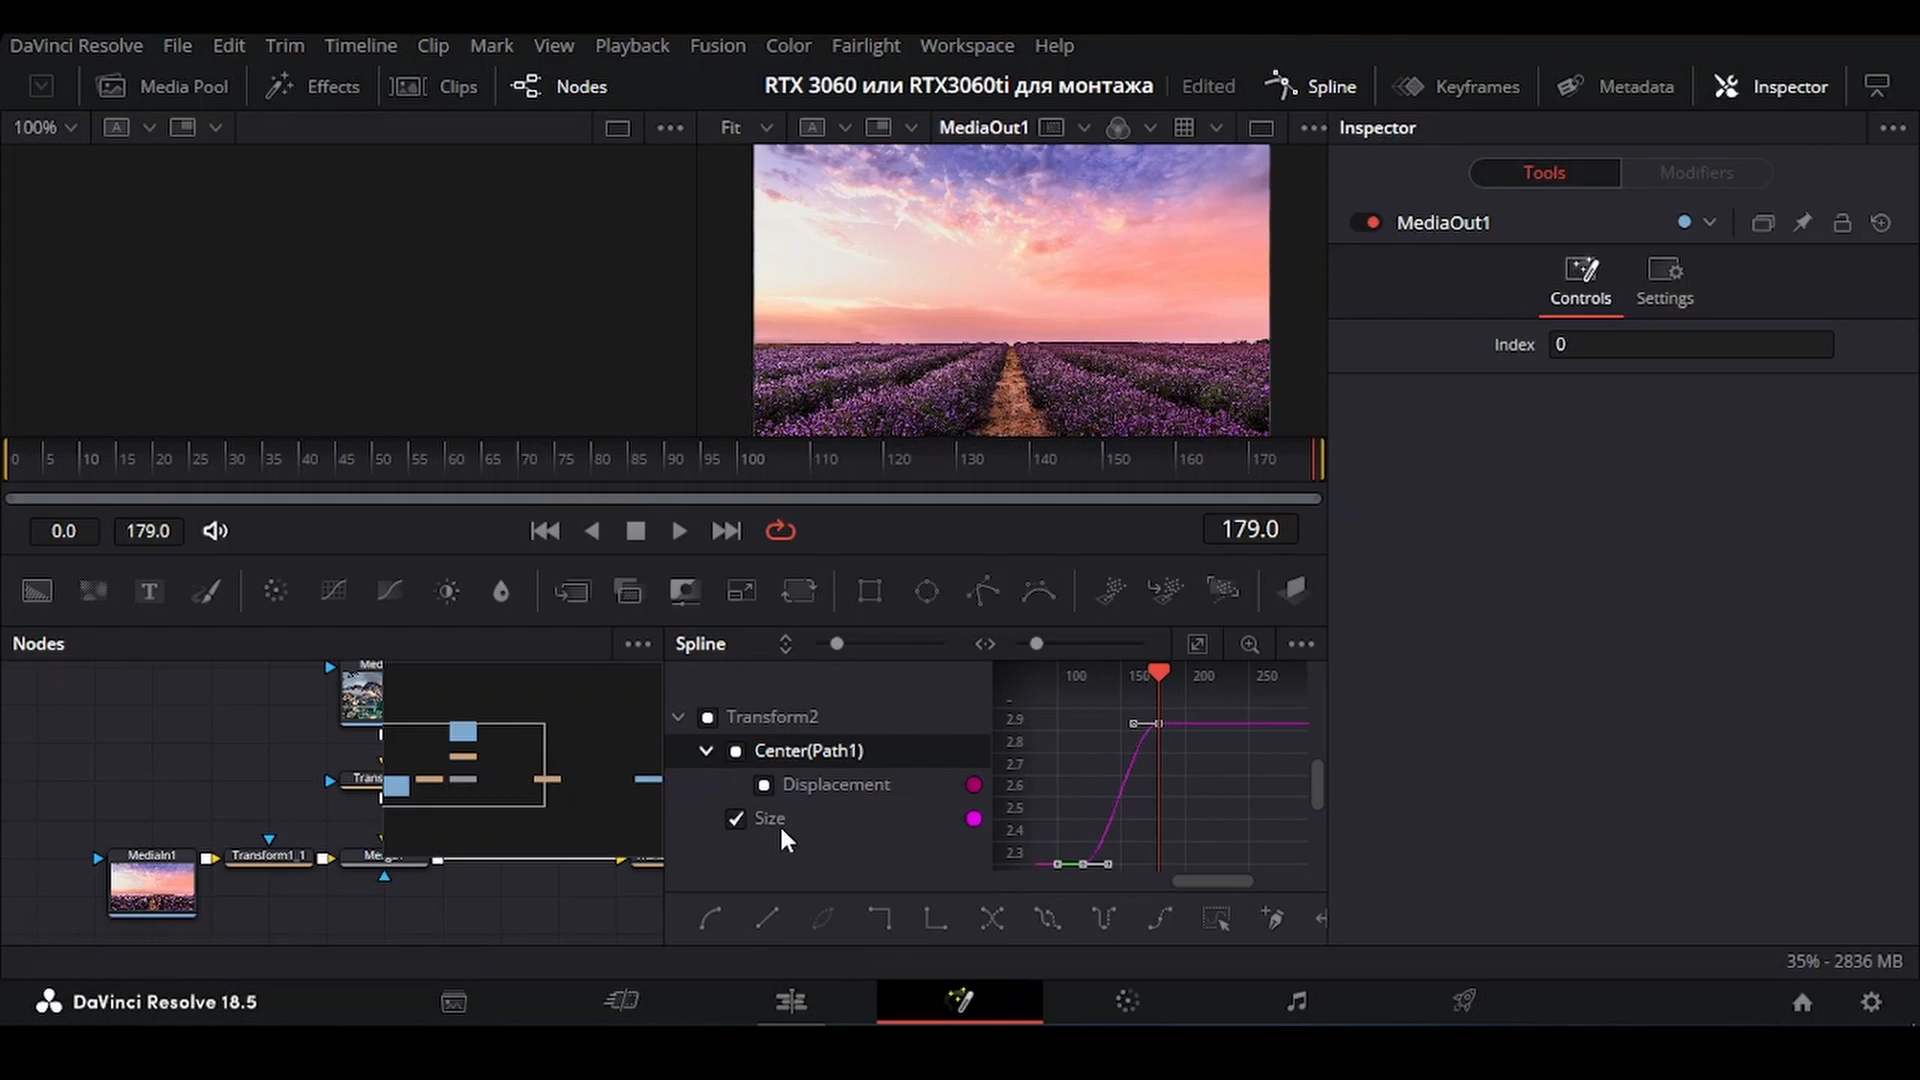 DaVinci Resolve File Edit Trim Timeline Clip Mark View Playback Fusion Color Fairlight Workspace Help
Media Pool Effects Clips Nodes RTX 3060 или RTX3060ti для монтажа Edited Spline Keyframes Metadata Inspector
100% Fit MediaOut1 Inspector
Tools Modifiers
MediaOut1
Controls Settings
Index 0
0 5 10 15 20 25 30 35 40 45 50 55 60 65 70 75 80 85 90 95 100 110 120 130 140 150 160 170
0.0 179.0 179.0
T
Nodes Spline
Med
100 150 200 250
Transform2
2.9
2.8
Center(Path1)
2.7
Trans
Displacement
2.6
2.5
Size
2.4
2.3
MediaIn1 Transform1_1
35% - 2836 MB
DaVinci Resolve 18.5